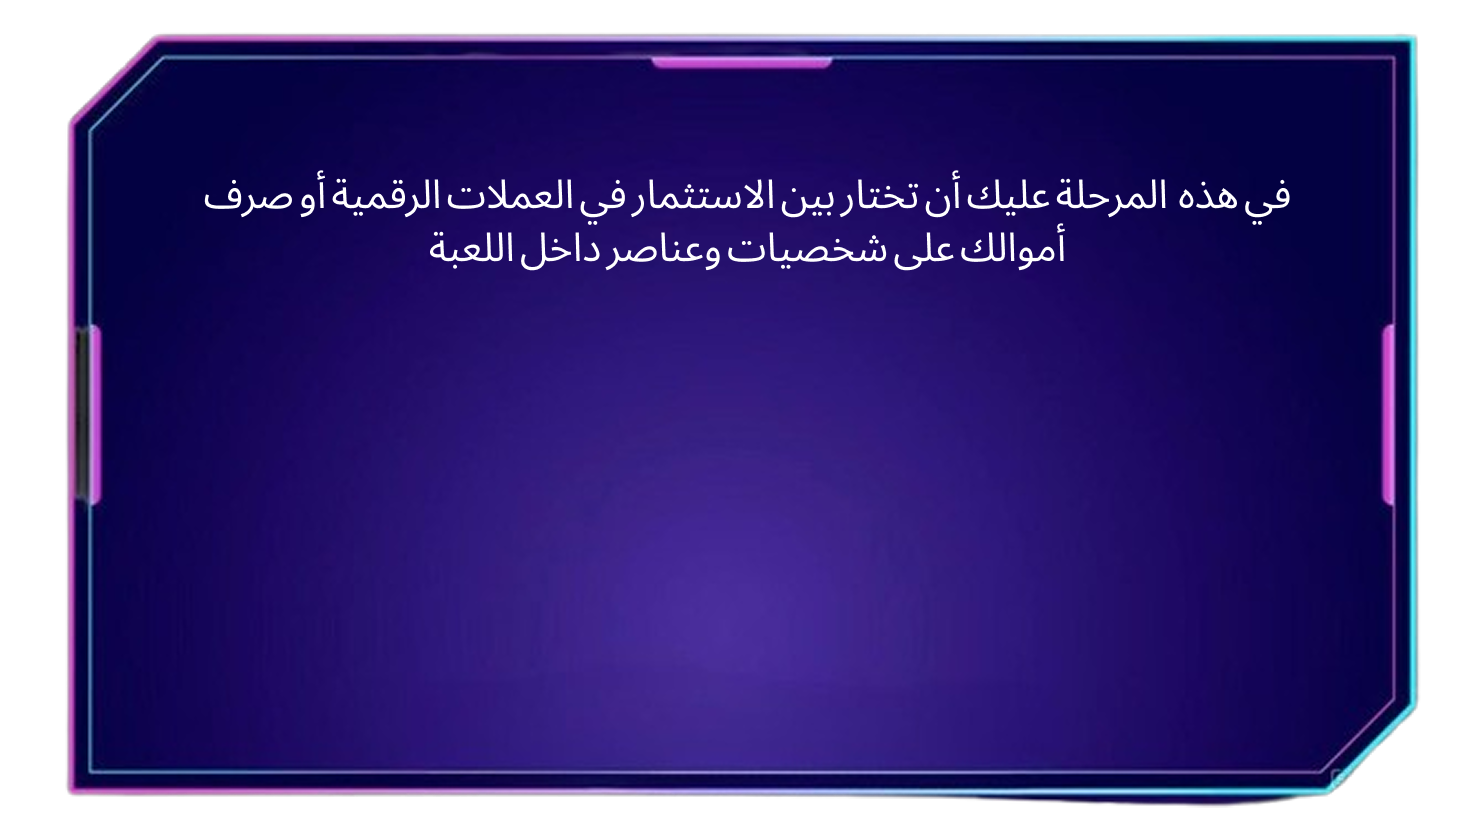 في هذه المرحلة عليك أن تختار بين الاستثمار في العملات الرقمية أو صرف
أموالك على شخصيات وعناصر داخل اللعبة